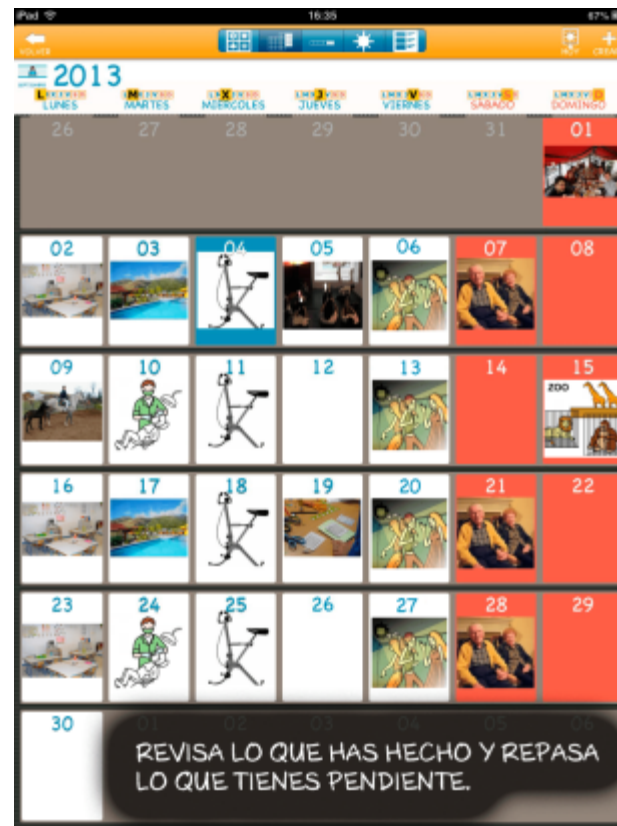 iPad 16:35 67%
VOLVER HOY CREAR
2013
LUNES MARTES MIÉRCOLES JUEVES VIERNES SÁBADO DOMINGO
26 27 28 29 30 31 01
02 03 04 05 06 07 08
09 10 11 12 13 14 15
ZOO
16 17 18 19 20 21 22
23 24 25 26 27 28 29
30 01 02 03 04 05 06
REVISA LO QUE HAS HECHO Y REPASA
LO QUE TIENES PENDIENTE.